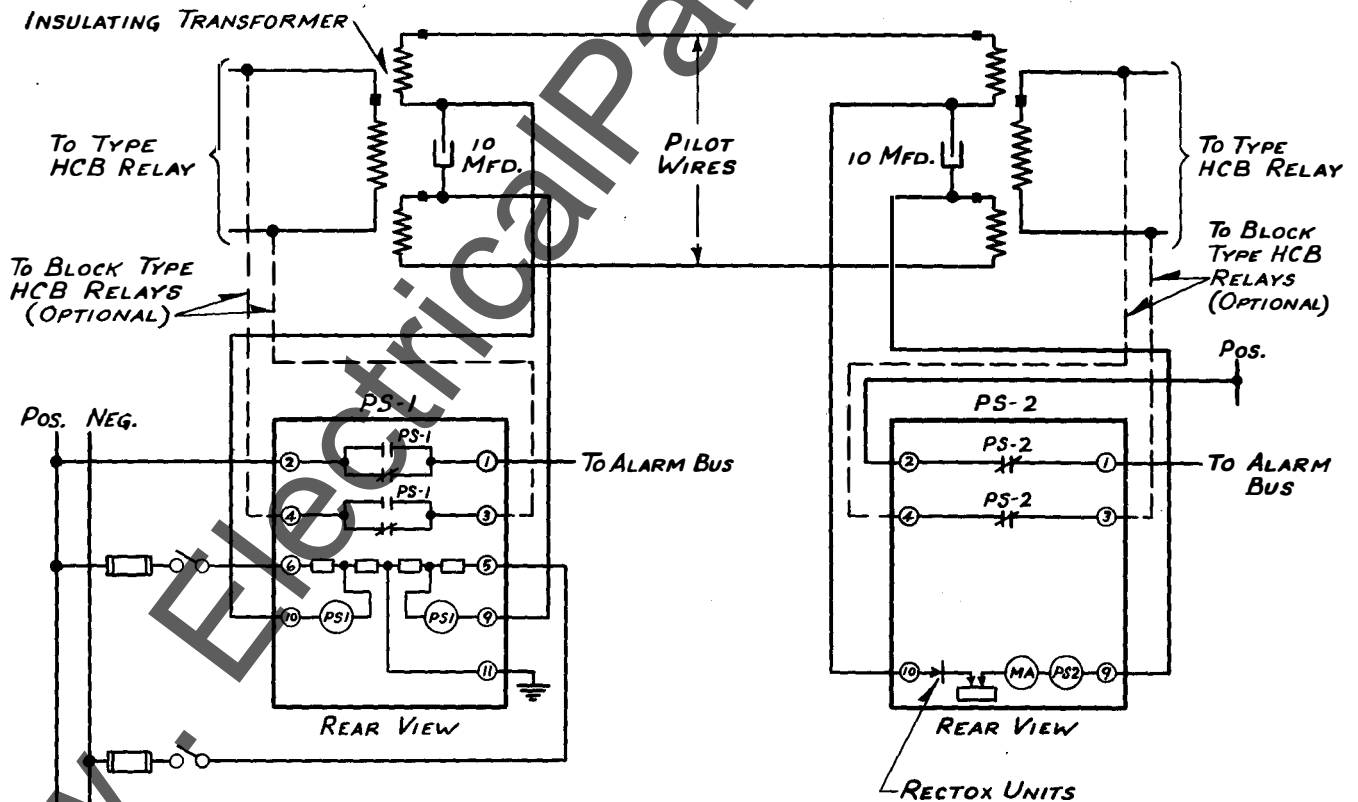 INSULATING TRANSFORMER
TO TYPE
HCB RELAY
10
MFD.
PILOT
WIRES
10 MFD.
TO TYPE
HCB RELAY
TO BLOCK TYPE
HCB RELAYS
(OPTIONAL)
TO BLOCK
TYPE HCB
RELAYS
(OPTIONAL)
POS.
POS. NEG.
PS-1
PS-2
2
PS-1
1
TO ALARM BUS
4
PS-1
3
6
5
10
PS1
PS1
9
11
REAR VIEW
2
PS-2
1
TO ALARM
BUS
4
PS-2
3
10
MA
PS2
9
REAR VIEW
RECTOX UNITS
ElectricalPa